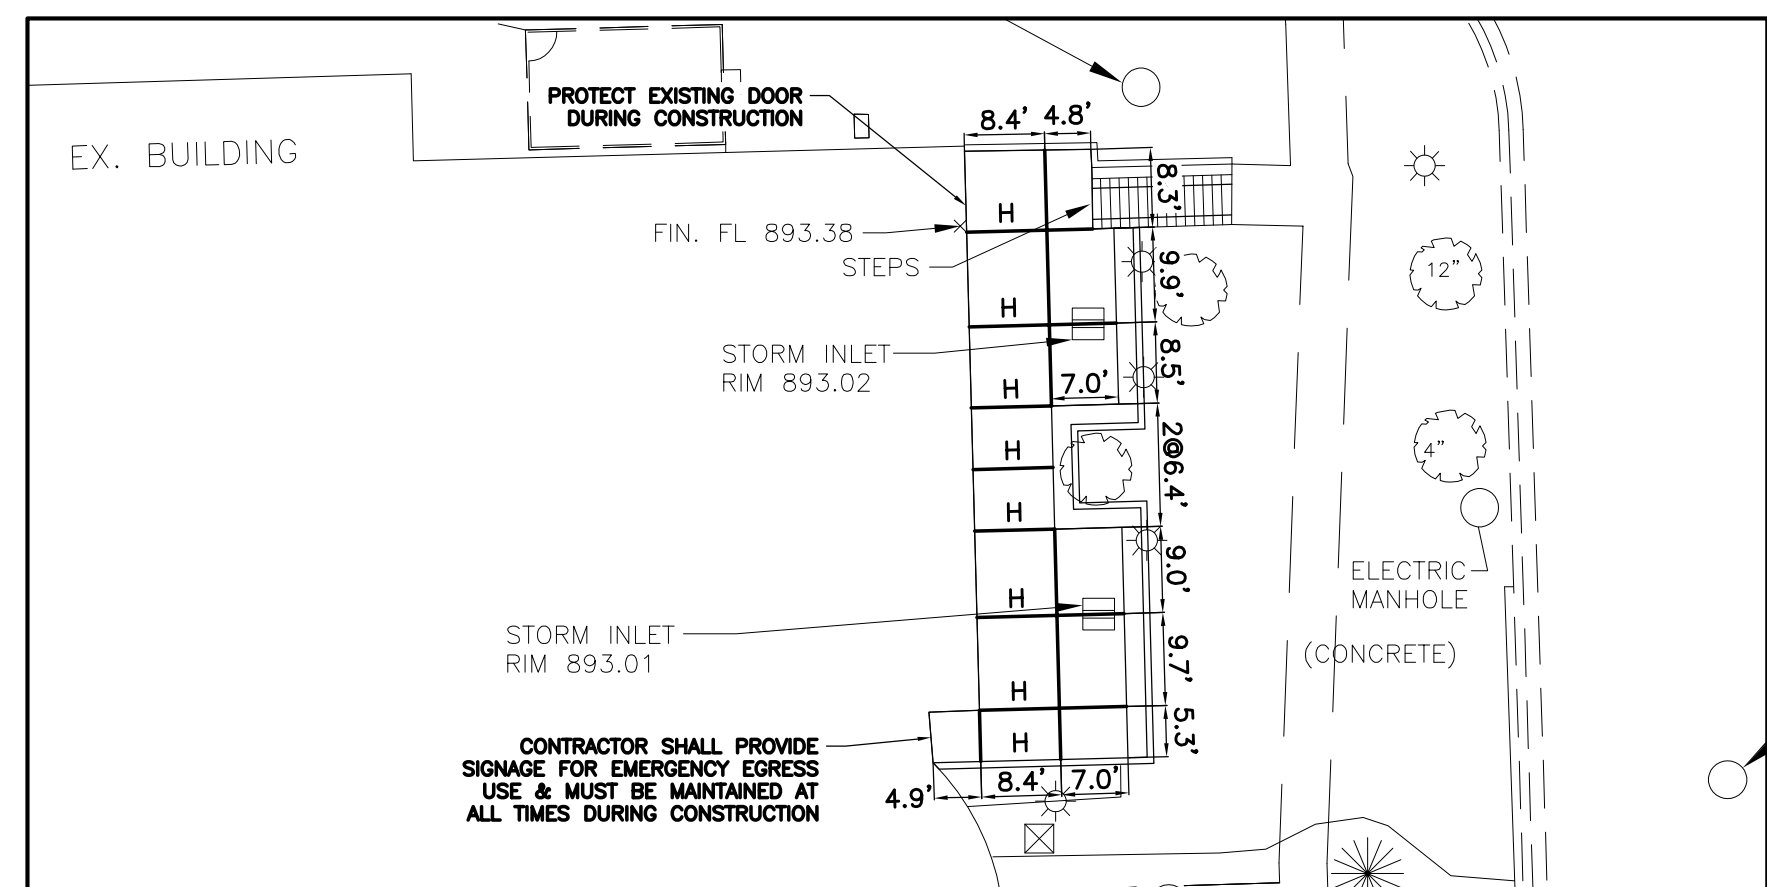 PROTECT EXISTING DOOR
DURING CONSTRUCTION
8.4'
4.8'
EX. BUILDING
8.3'
H
FIN. FL 893.38
STEPS
9.9'
12"
H
STORM INLET
RIM 893.02
8.5'
H
7.0'
2@6.4'
H
4"
H
9.0'
ELECTRIC
MANHOLE
H
STORM INLET
RIM 893.01
9.7'
(CONCRETE)
H
5.3'
H
CONTRACTOR SHALL PROVIDE
SIGNAGE FOR EMERGENCY EGRESS
USE & MUST BE MAINTAINED AT
ALL TIMES DURING CONSTRUCTION
4.9'
8.4'
7.0'